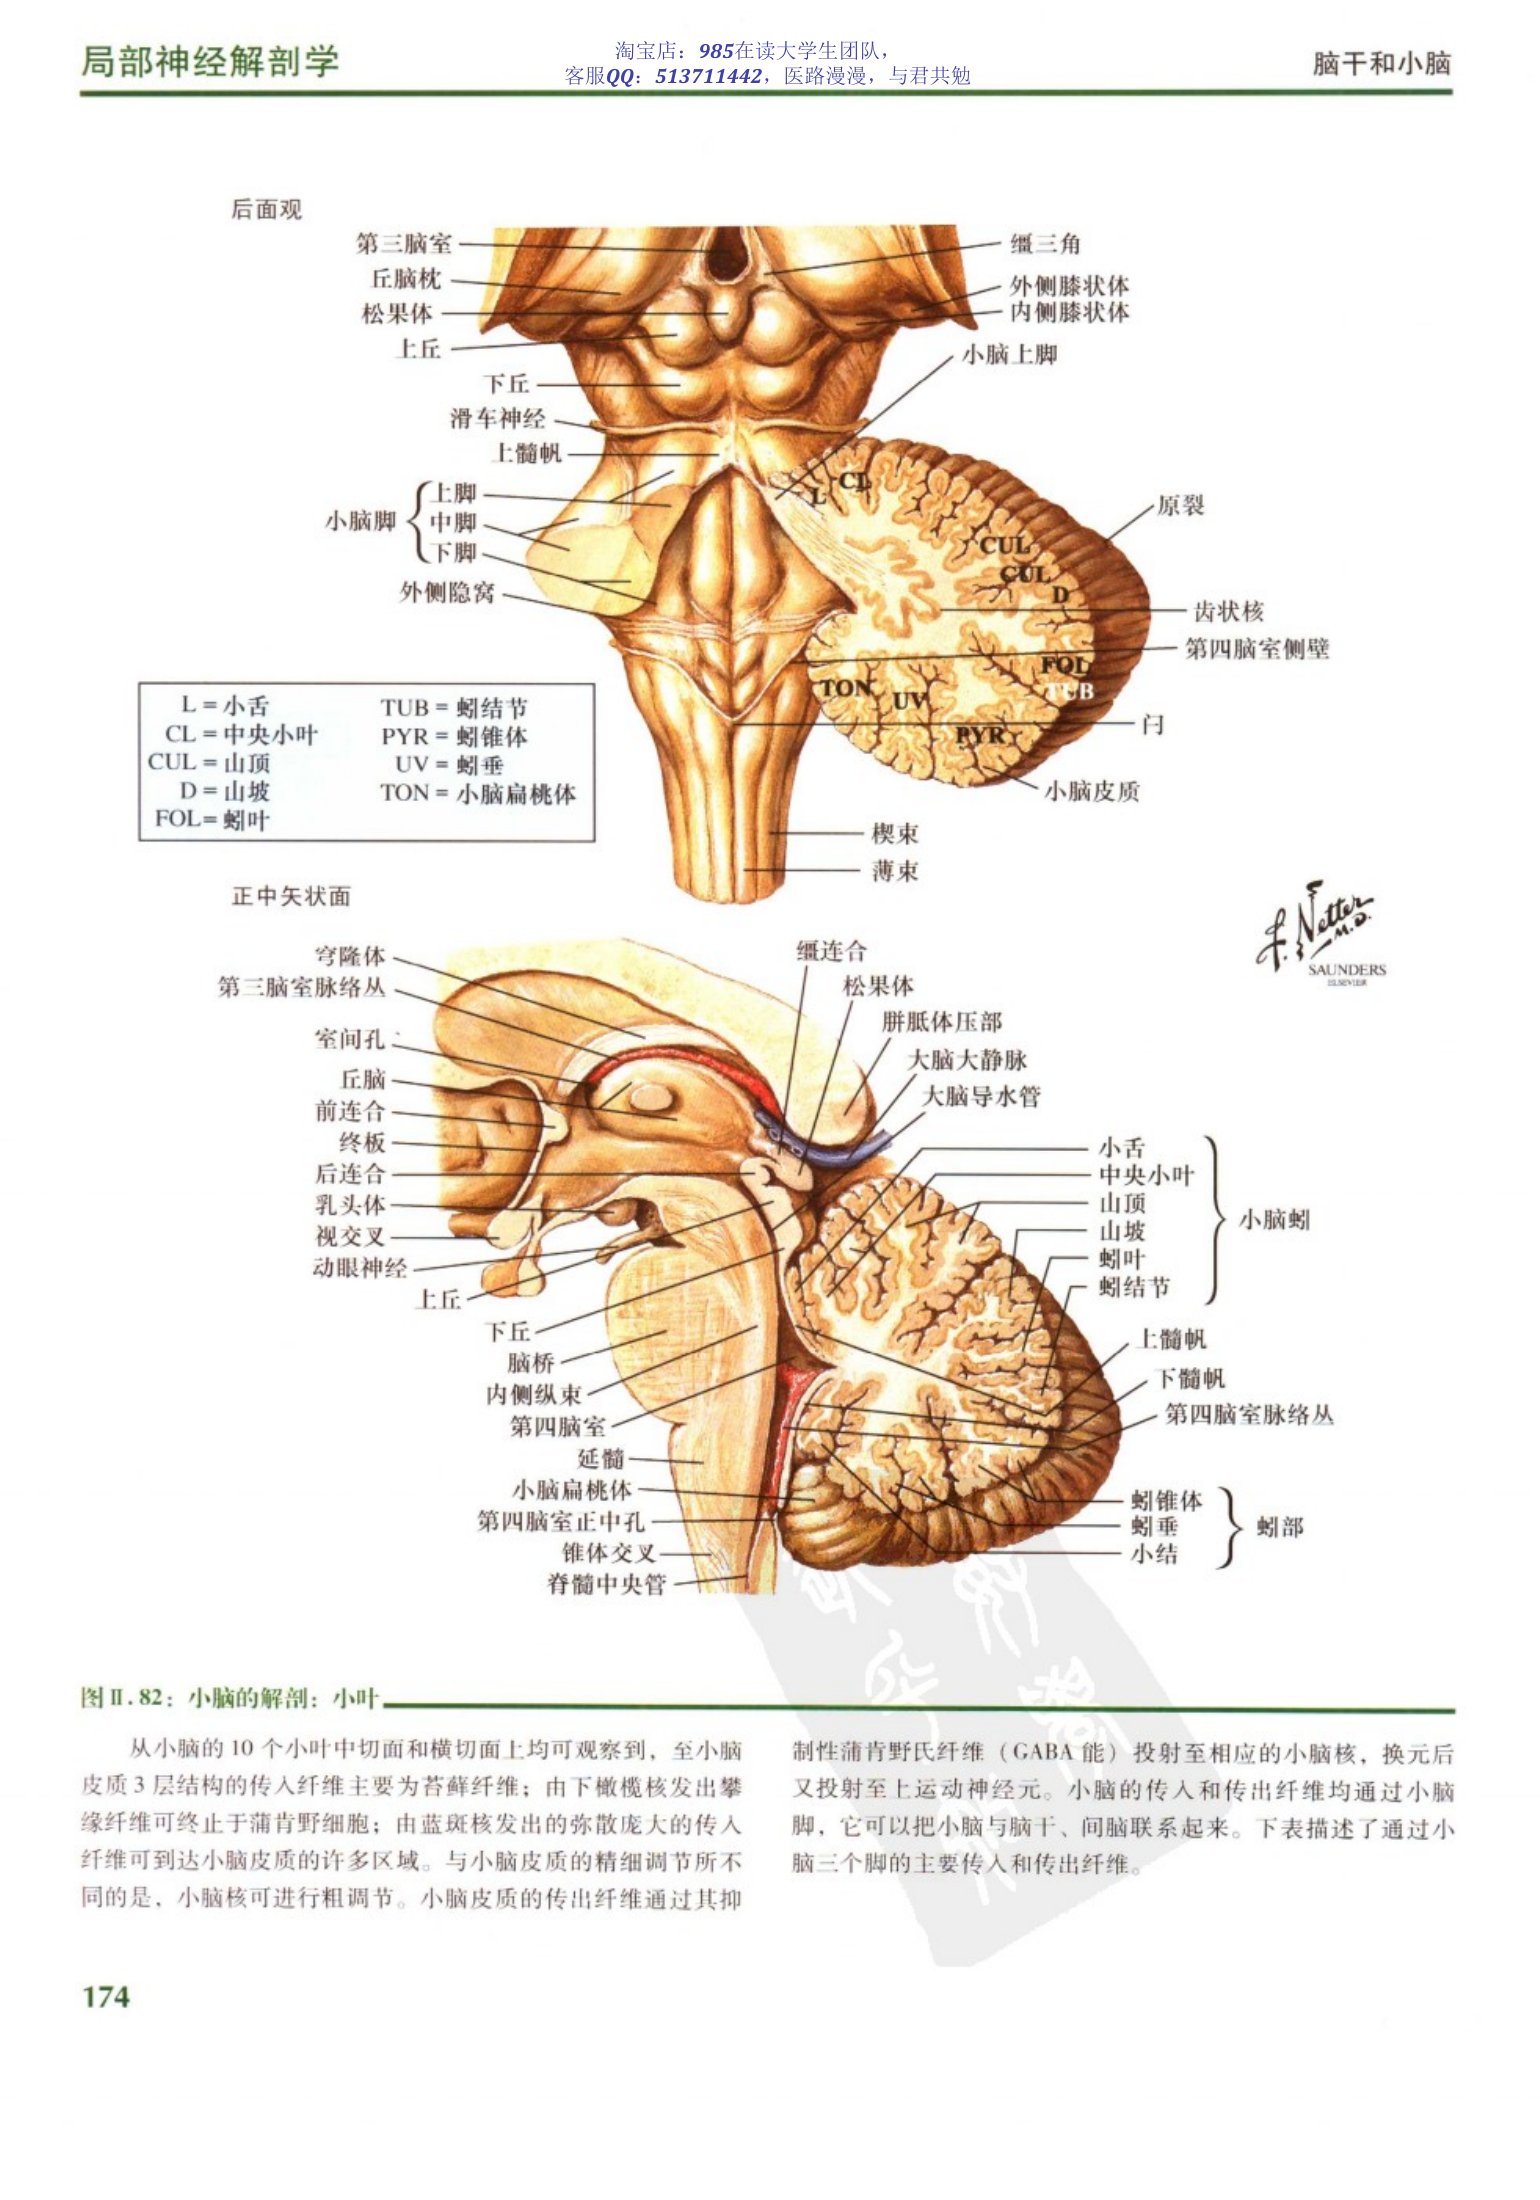 局部神经解剖学
淘宝店：985在读大学生团队，
客服QQ：513711442，医路漫漫，与君共勉
脑干和小脑
后面观
第三脑室
丘脑枕
松果体
上丘
下丘
滑车神经
上髓帆
小脑脚
上脚
中脚
下脚
外侧隐窝
缰三角
外侧膝状体
内侧膝状体
小脑上脚
原裂
齿状核
第四脑室侧壁
闩
小脑皮质
楔束
薄束
L
CL
CUL
CUL
D
FOL
TUB
TON
UV
PYR
L = 小舌
CL = 中央小叶
CUL = 山顶
D = 山坡
FOL= 蚓叶
TUB = 蚓结节
PYR = 蚓锥体
UV = 蚓垂
TON = 小脑扁桃体
正中矢状面
穹隆体
第三脑室脉络丛
室间孔
丘脑
前连合
终板
后连合
乳头体
视交叉
动眼神经
上丘
下丘
脑桥
内侧纵束
第四脑室
延髓
小脑扁桃体
第四脑室正中孔
锥体交叉
脊髓中央管
缰连合
松果体
胼胝体压部
大脑大静脉
大脑导水管
小舌
中央小叶
山顶
山坡
蚓叶
蚓结节
小脑蚓
上髓帆
下髓帆
第四脑室脉络丛
蚓锥体
蚓垂
小结
蚓部
F. Netter M.D.
SAUNDERS
ELSEVIER
图 II . 82：小脑的解剖：小叶
从小脑的 10 个小叶中切面和横切面上均可观察到，至小脑
皮质 3 层结构的传入纤维主要为苔藓纤维；由下橄榄核发出攀
缘纤维可终止于蒲肯野细胞；由蓝斑核发出的弥散庞大的传入
纤维可到达小脑皮质的许多区域。与小脑皮质的精细调节所不
同的是，小脑核可进行粗调节。小脑皮质的传出纤维通过其抑
制性蒲肯野氏纤维（GABA 能）投射至相应的小脑核，换元后
又投射至上运动神经元。小脑的传入和传出纤维均通过小脑
脚，它可以把小脑与脑干、间脑联系起来。下表描述了通过小
脑三个脚的主要传入和传出纤维。
174